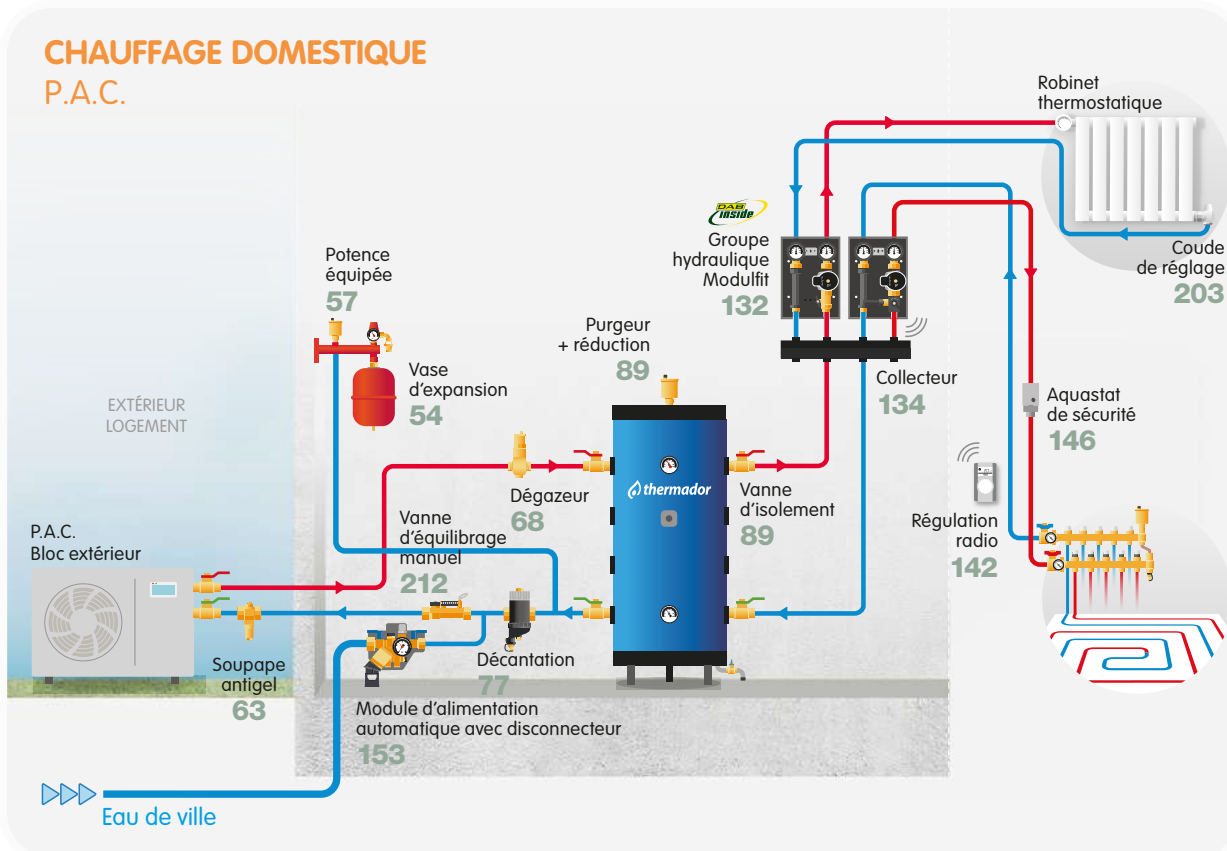 CHAUFFAGE DOMESTIQUE
P.A.C.
Robinet
thermostatique
DAB
inside
Groupe
hydraulique
Modulfit
132
Coude
de réglage
203
Potence
équipée
57
Purgeur
+ réduction
89
Vase
d'expansion
54
Collecteur
134
Aquastat
de sécurité
146
EXTÉRIEUR
LOGEMENT
thermador
Dégazeur
68
Vanne
d'isolement
89
Vanne
d'équilibrage
manuel
212
Régulation
radio
142
P.A.C.
Bloc extérieur
Soupape
antigel
63
Décantation
77
Module d'alimentation
automatique avec disconnecteur
153
Eau de ville